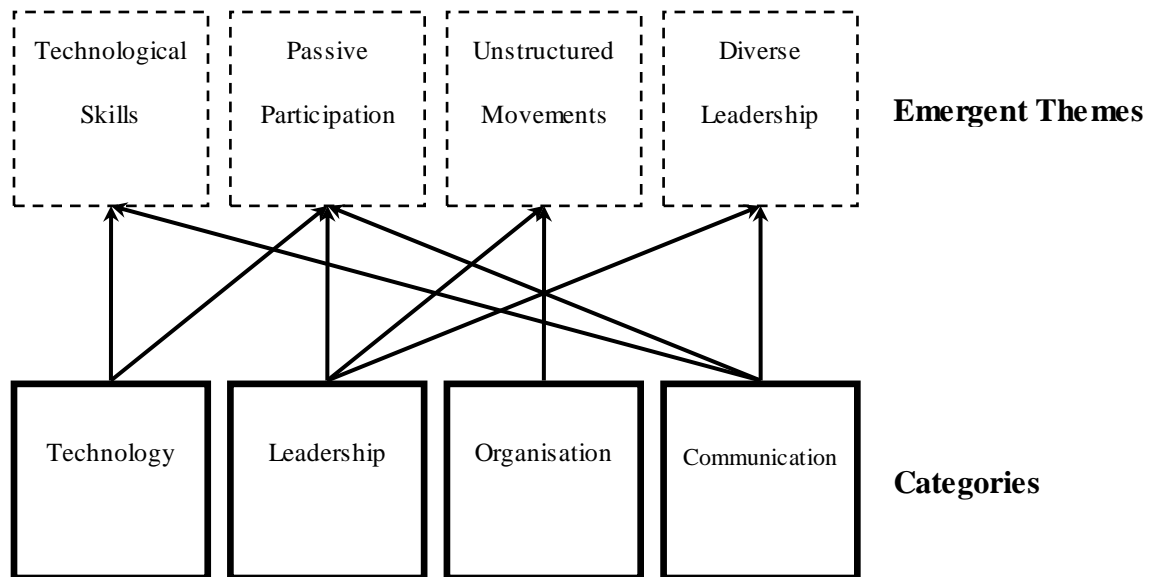 Technological
Skills
Passive
Participation
Unstructured
Movements
Diverse
Leadership
Emergent Themes
Technology
Leadership
Organisation
Communication
Categories